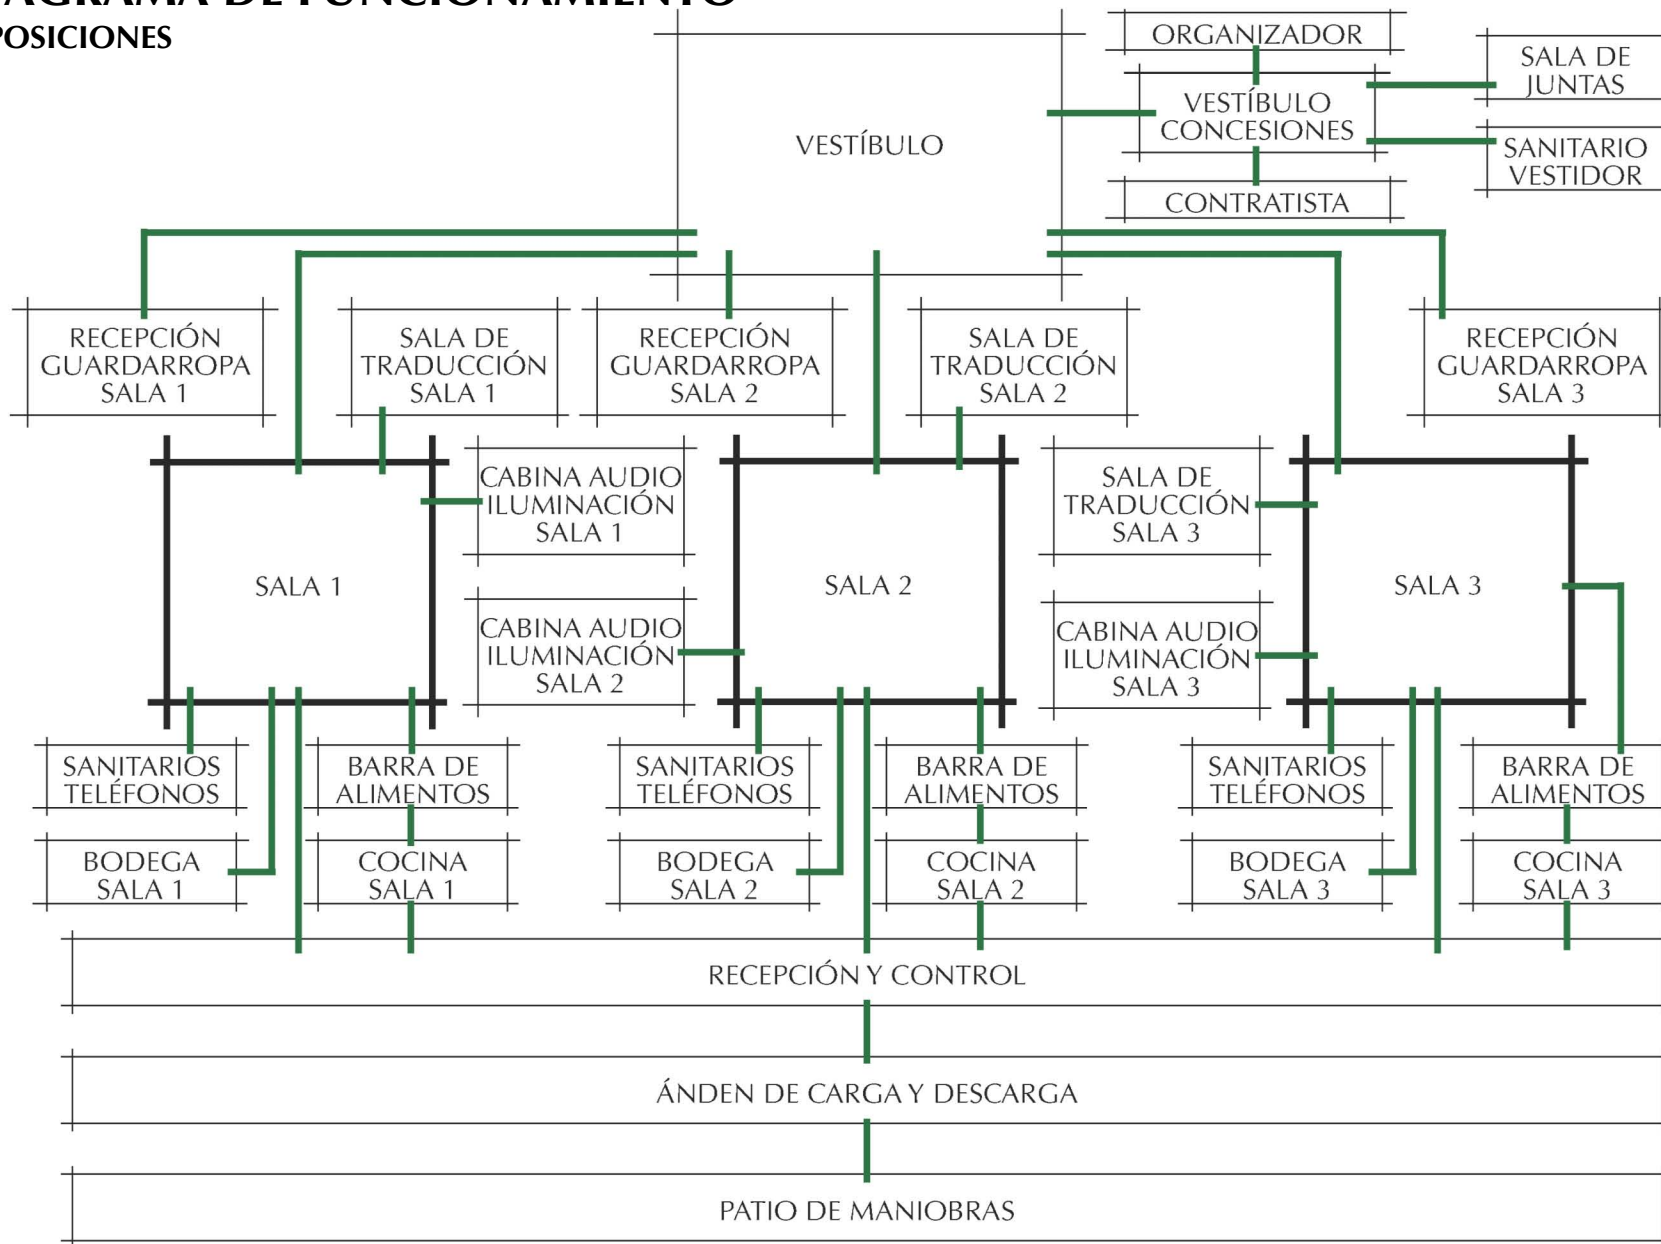 AGRAMA DE FUNCIONAMIENTO
POSICIONES
ORGANIZADOR
SALA DE
JUNTAS
VESTÍBULO
VESTÍBULO
CONCESIONES
SANITARIO
VESTIDOR
CONTRATISTA
RECEPCIÓN
GUARDARROPA
SALA 1
SALA DE
TRADUCCIÓN
SALA 1
RECEPCIÓN
GUARDARROPA
SALA 2
SALA DE
TRADUCCIÓN
SALA 2
RECEPCIÓN
GUARDARROPA
SALA 3
CABINA AUDIO
ILUMINACIÓN
SALA 1
SALA DE
TRADUCCIÓN
SALA 3
SALA 1
SALA 2
SALA 3
CABINA AUDIO
ILUMINACIÓN
SALA 2
CABINA AUDIO
ILUMINACIÓN
SALA 3
SANITARIOS
TELÉFONOS
BARRA DE
ALIMENTOS
SANITARIOS
TELÉFONOS
BARRA DE
ALIMENTOS
SANITARIOS
TELÉFONOS
BARRA DE
ALIMENTOS
BODEGA
SALA 1
COCINA
SALA 1
BODEGA
SALA 2
COCINA
SALA 2
BODEGA
SALA 3
COCINA
SALA 3
RECEPCIÓN Y CONTROL
ÁNDEN DE CARGA Y DESCARGA
PATIO DE MANIOBRAS